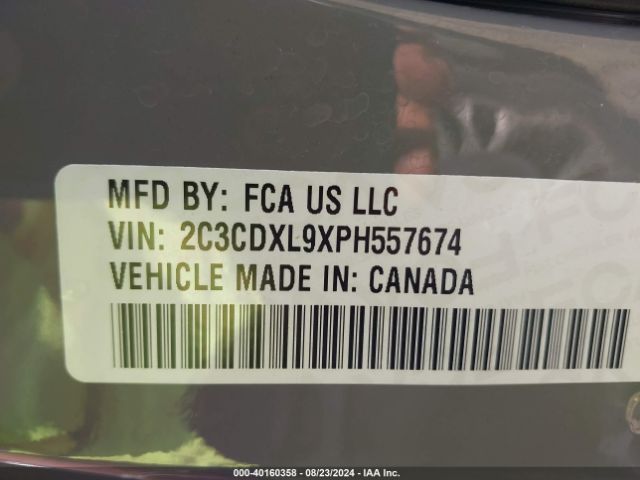 MFD BY: FCA US LLC
VIN: 2C3CDXL9XPH557674
VEHICLE MADE IN: CANADA
000-40160358 - 08/23/2024 - IAA Inc.